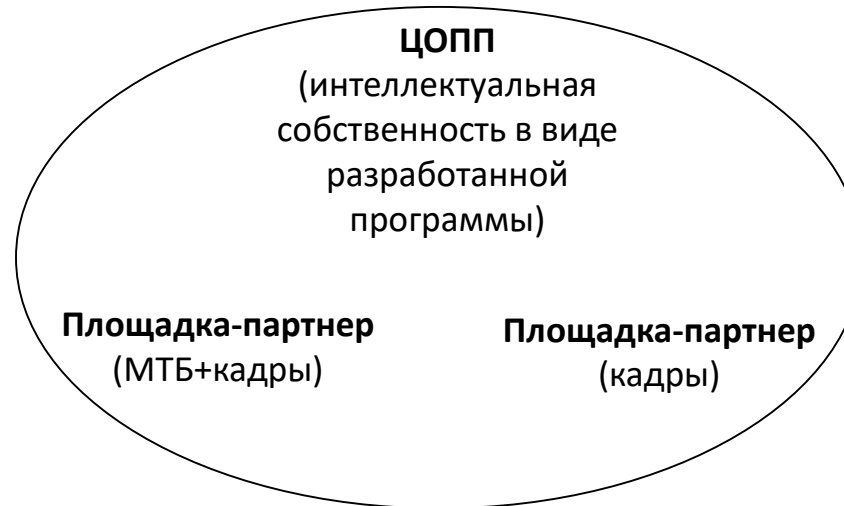 ЦОПП
(интеллектуальная
собственность в виде
разработанной
программы)
Площадка-партнер
(МТБ+кадры)
Площадка-партнер
(кадры)